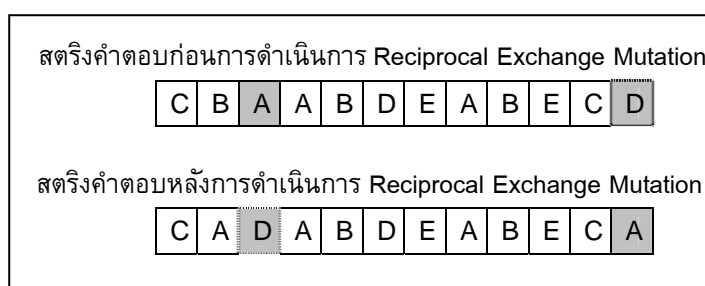 สตริงคำตอบก่อนการดำเนินการ Reciprocal Exchange Mutation
C B A A B D E A B E C D
สตริงคำตอบหลังการดำเนินการ Reciprocal Exchange Mutation
C A D A B D E A B E C A